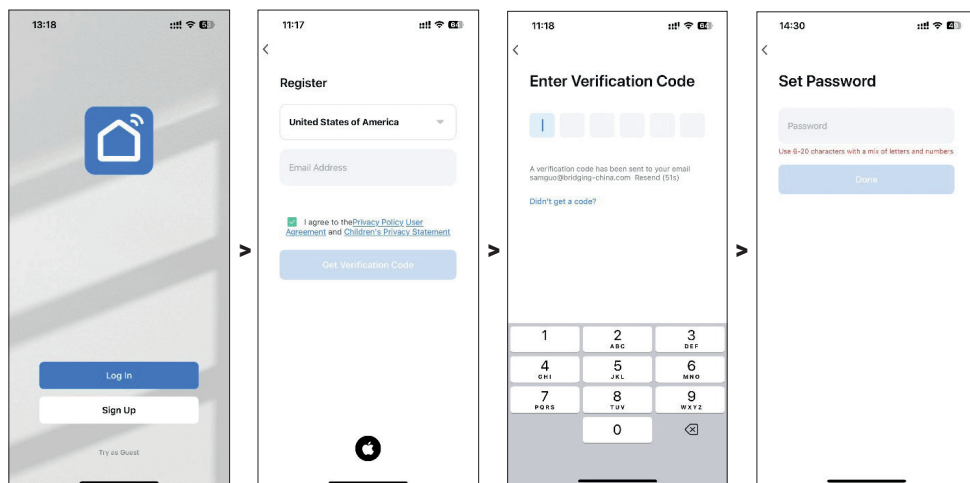 13:18
5
Log In
Sign Up
Try as Guest
>
11:17
64
Register
United States of America
Email Address
I agree to thePrivacy Policy User
Agreement and Children's Privacy Statement
Get Verification Code
>
11:18
64
Enter Verification Code
A verification code has been sent to your email
samguo@bridging-china.com Resend (51s)
Didn't get a code?
1
2
ABC
3
DEF
4
GHI
5
JKL
6
MNO
7
PQRS
8
TUV
9
WXYZ
0
>
14:30
Set Password
Password
Use 6-20 characters with a mix of letters and numbers
Done